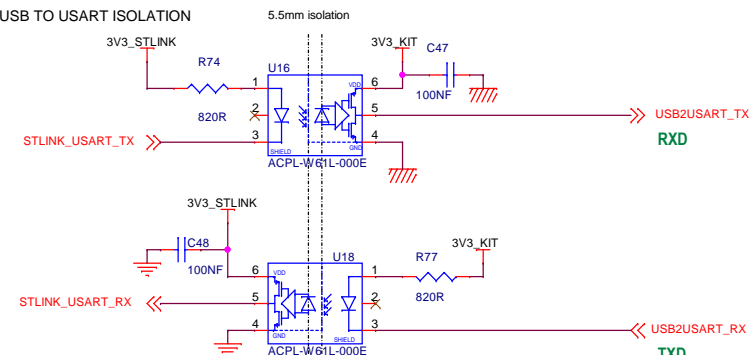 USB TO USART ISOLATION
5.5mm isolation
3V3_STLINK
3V3_KIT
C47
R74
U16
1
VDD
6
100NF
2
820R
5
USB2USART_TX
RXD
STLINK_USART_TX
3
4
SHIELD
GND
ACPL-W61L-000E
3V3_STLINK
C48
U18
R77
3V3_KIT
100NF
6
VDD
1
820R
STLINK_USART_RX
5
2
4
GND
3
USB2USART_RX
SHIELD
ACPL-W61L-000E
TXD